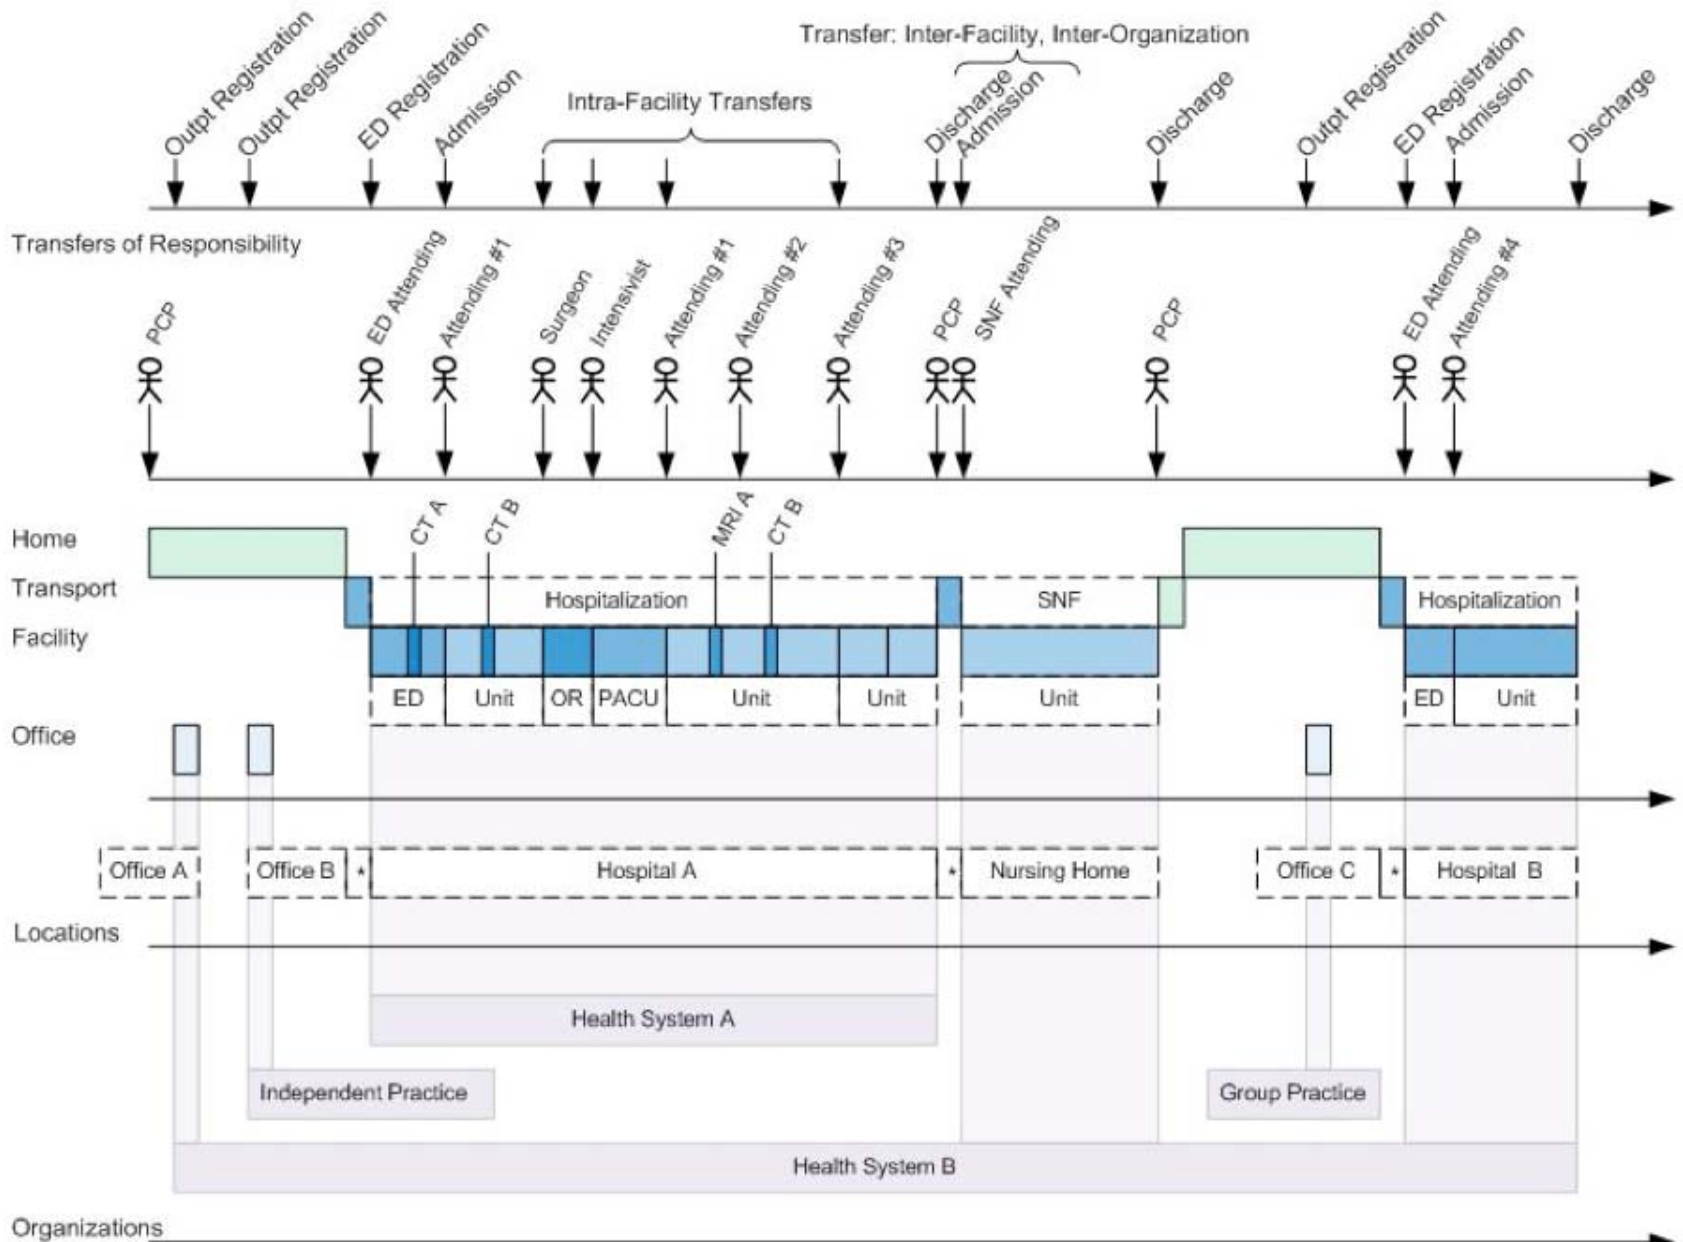 Transfer: Inter-Facility, Inter-Organization
Outpt Registration
Outpt Registration
ED Registration
Admission
Intra-Facility Transfers
Discharge
Admission
Discharge
Outpt Registration
ED Registration
Admission
Discharge
Transfers of Responsibility
PCP
ED Attending
Attending #1
Surgeon
Intensivist
Attending #1
Attending #2
Attending #3
PCP
SNF Attending
PCP
ED Attending
Attending #4
CT A
CT B
MRI A
CT B
Home
Transport
Hospitalization
SNF
Hospitalization
Facility
ED
Unit
OR
PACU
Unit
Unit
Unit
ED
Unit
Office
Office A
Office B
*
Hospital A
*
Nursing Home
Office C
*
Hospital B
Locations
Health System A
Independent Practice
Group Practice
Health System B
Organizations